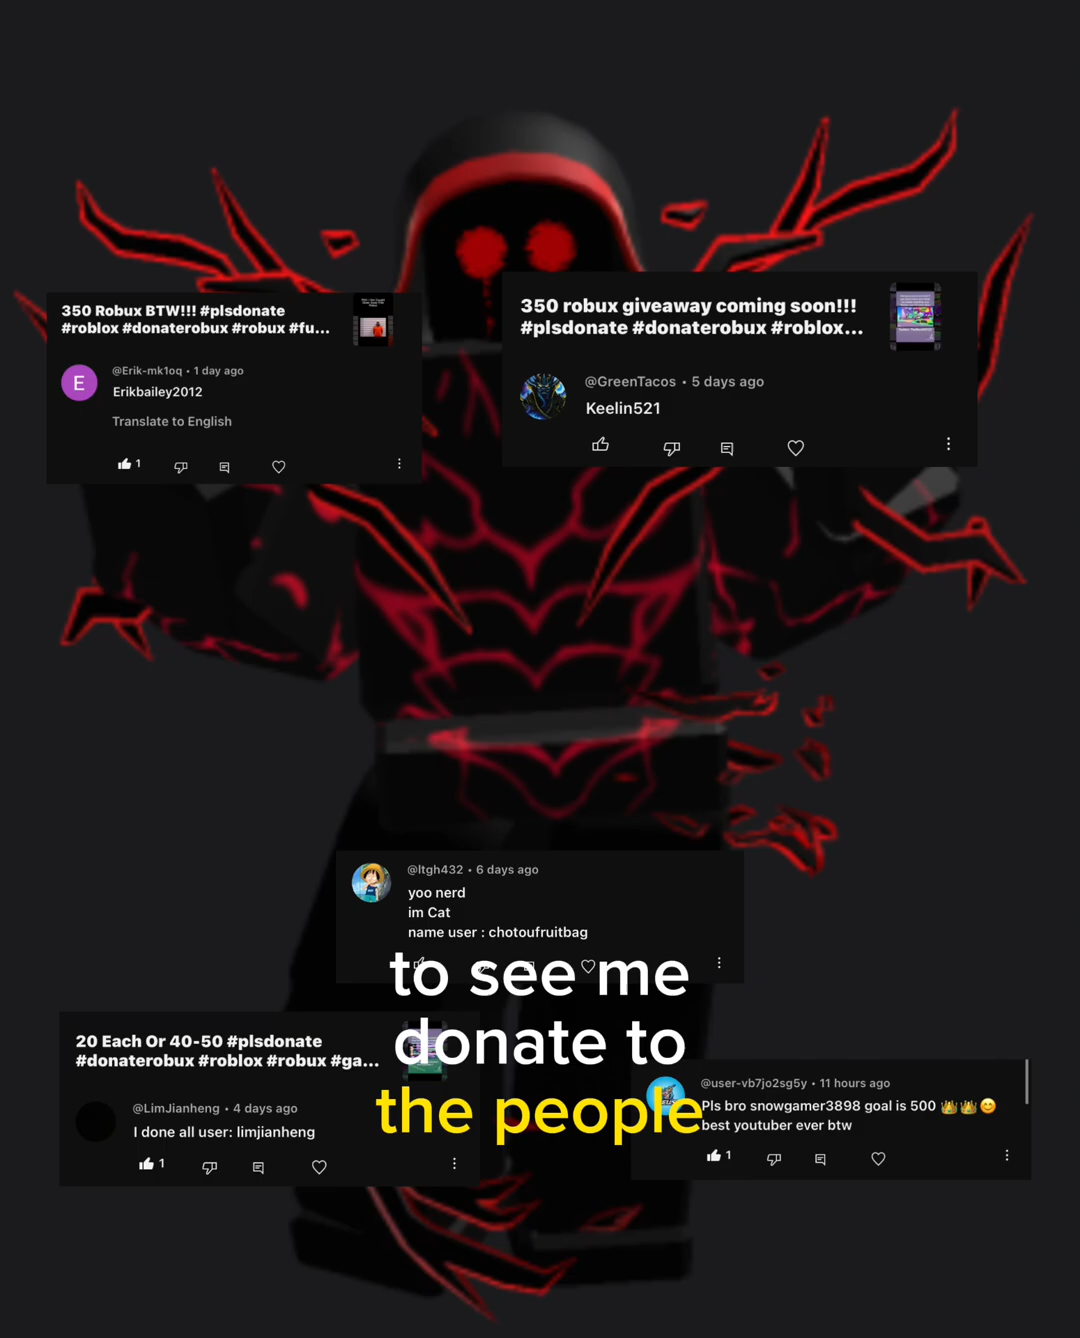 350 Robux BTW!!! #plsdonate
#roblox #donaterobux #robux #fu...
E
@Erik-mk1oq • 1 day ago
Erikbailey2012
Translate to English
1
350 robux giveaway coming soon!!!
#plsdonate #donaterobux #roblox...
@GreenTacos • 5 days ago
Keelin521
@ltgh432 • 6 days ago
yoo nerd
im Cat
name user : chotoufruitbag
to see me
donate to
the people
20 Each Or 40-50 #plsdonate
#donaterobux #roblox #robux #ga...
@LimJianheng • 4 days ago
I done all user: limjianheng
1
@user-vb7jo2sg5y • 11 hours ago
Pls bro snowgamer3898 goal is 500 👑👑😊
best youtuber ever btw
1